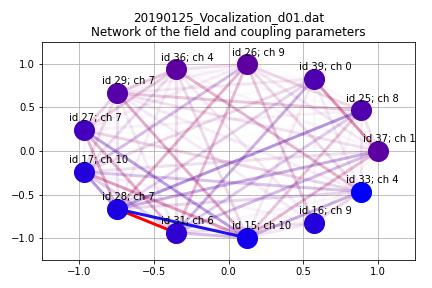 20190125_Vocalization_d01.dat
Network of the field and coupling parameters
id 36; ch 4
id 26; ch 9
id 39; ch 0
id 29; ch 7
id 25; ch 8
id 27; ch 7
id 37; ch 1
id 17; ch 10
id 33; ch 4
id 28; ch 7
id 31; ch 6
id 15; ch 10
id 16; ch 9
1.0
0.5
0.0
−0.5
−1.0
−1.0
−0.5
0.0
0.5
1.0